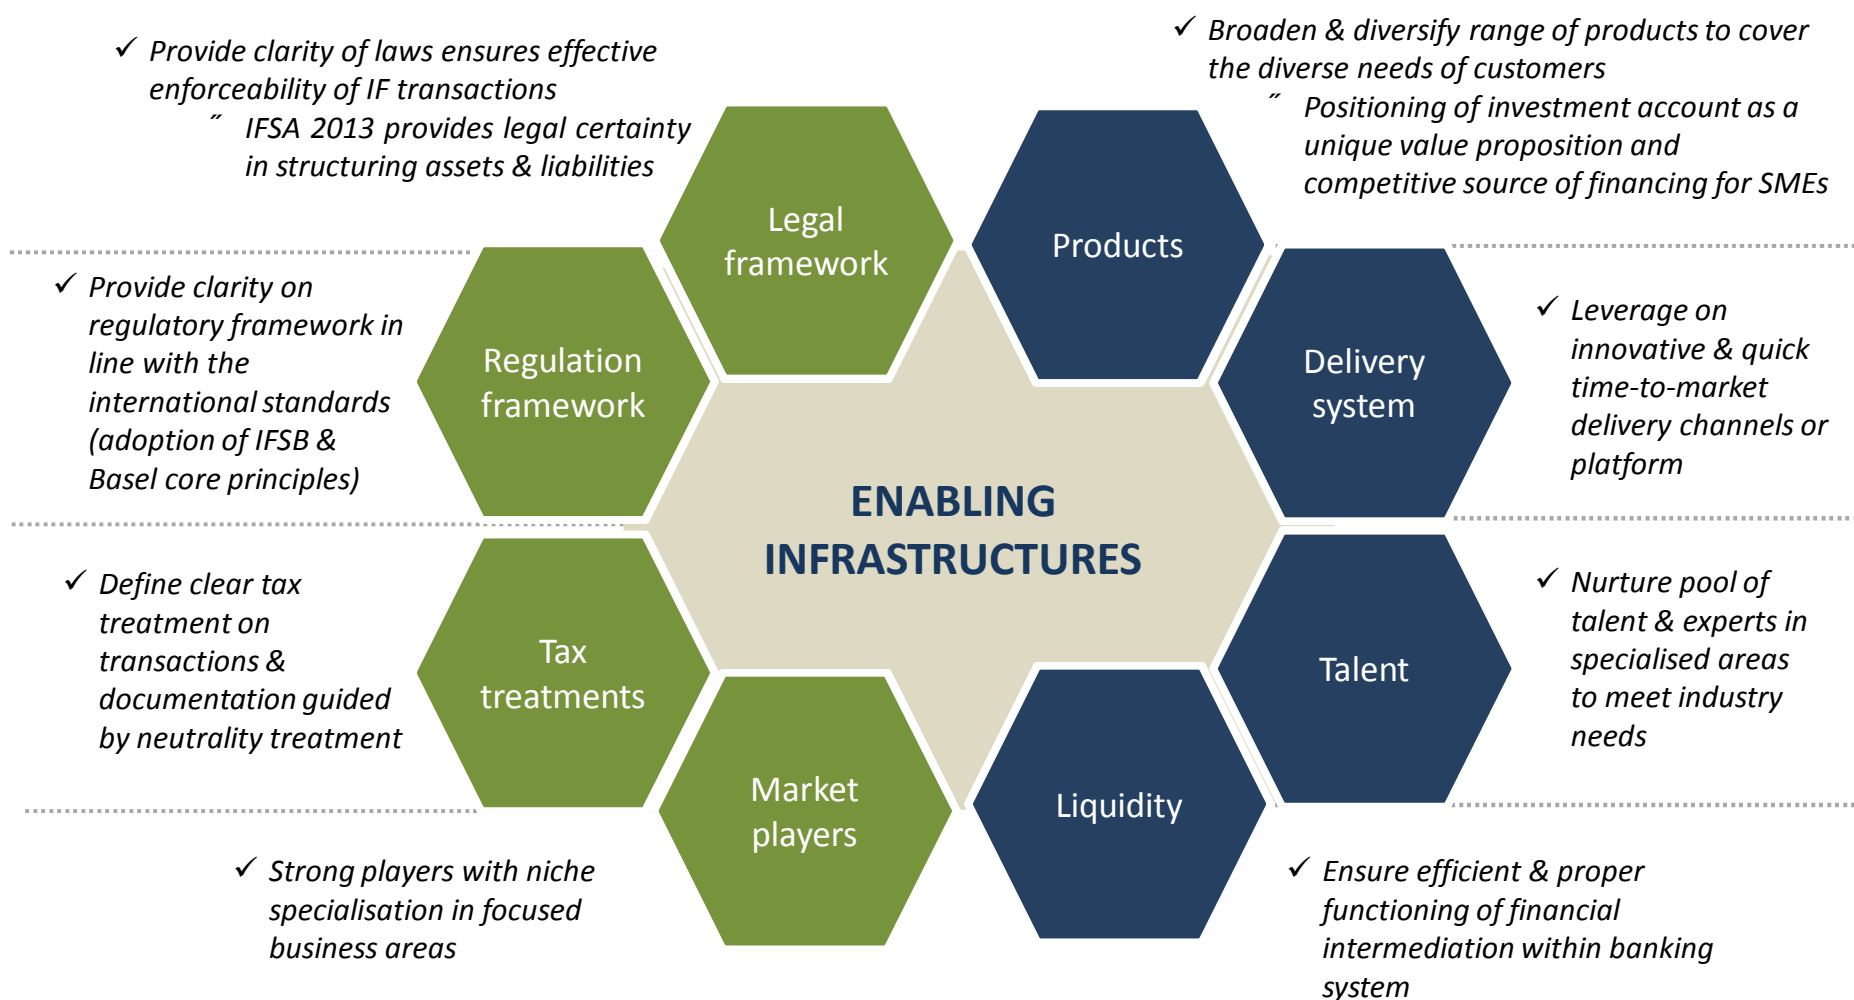 ✓ Provide clarity of laws ensures effective
enforceability of IF transactions
˝ IFSA 2013 provides legal certainty
in structuring assets & liabilities
✓ Broaden & diversify range of products to cover
the diverse needs of customers
˝ Positioning of investment account as a
unique value proposition and
competitive source of financing for SMEs
Legal
framework
Products
✓ Provide clarity on
regulatory framework in
line with the
international standards
(adoption of IFSB &
Basel core principles)
Regulation
framework
Delivery
system
✓ Leverage on
innovative & quick
time-to-market
delivery channels or
platform
ENABLING
INFRASTRUCTURES
✓ Define clear tax
treatment on
transactions &
documentation guided
by neutrality treatment
Tax
treatments
Talent
✓ Nurture pool of
talent & experts in
specialised areas
to meet industry
needs
Market
players
Liquidity
✓ Strong players with niche
specialisation in focused
business areas
✓ Ensure efficient & proper
functioning of financial
intermediation within banking
system